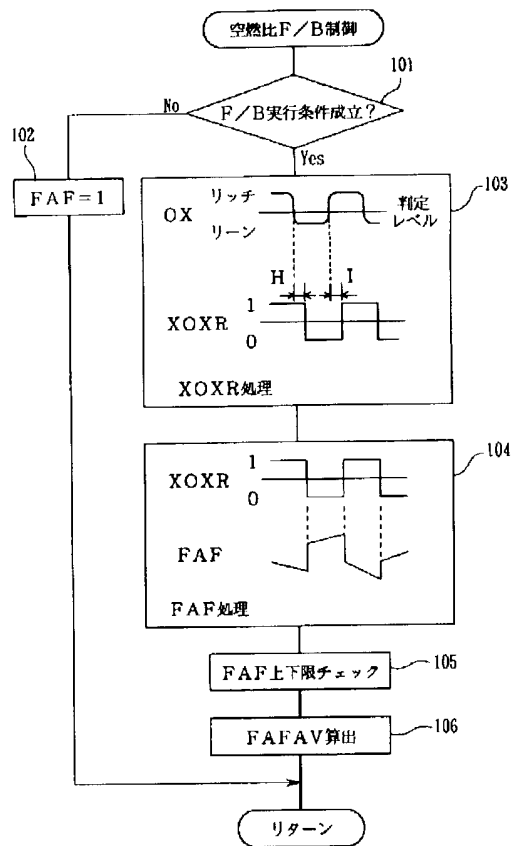 空燃比F／B制御
101
F／B実行条件成立？
No
Yes
102
FAF＝1
103
OX
リッチ
リーン
判定
レベル
H
I
XOXR
1
0
XOXR処理
104
XOXR
1
0
FAF
FAF処理
FAF上下限チェック
105
FAFAV算出
106
リターン